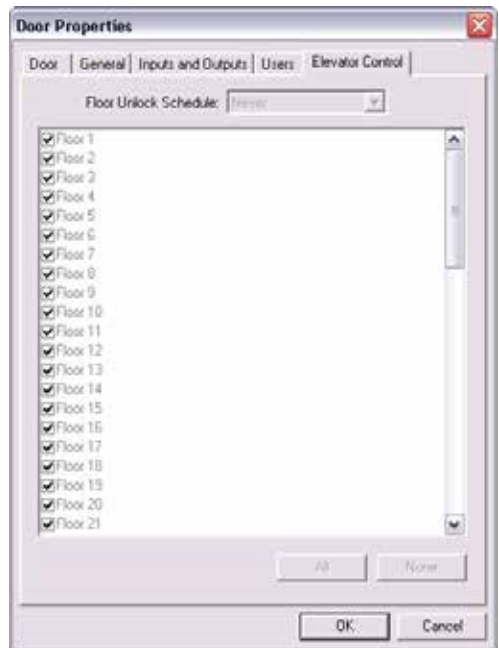 Door Properties
Door General Inputs and Outputs Users Elevator Control
Floor Unlock Schedule: Never
Floor 1
Floor 2
Floor 3
Floor 4
Floor 5
Floor 6
Floor 7
Floor 8
Floor 9
Floor 10
Floor 11
Floor 12
Floor 13
Floor 14
Floor 15
Floor 16
Floor 17
Floor 18
Floor 19
Floor 20
Floor 21
All None
OK Cancel